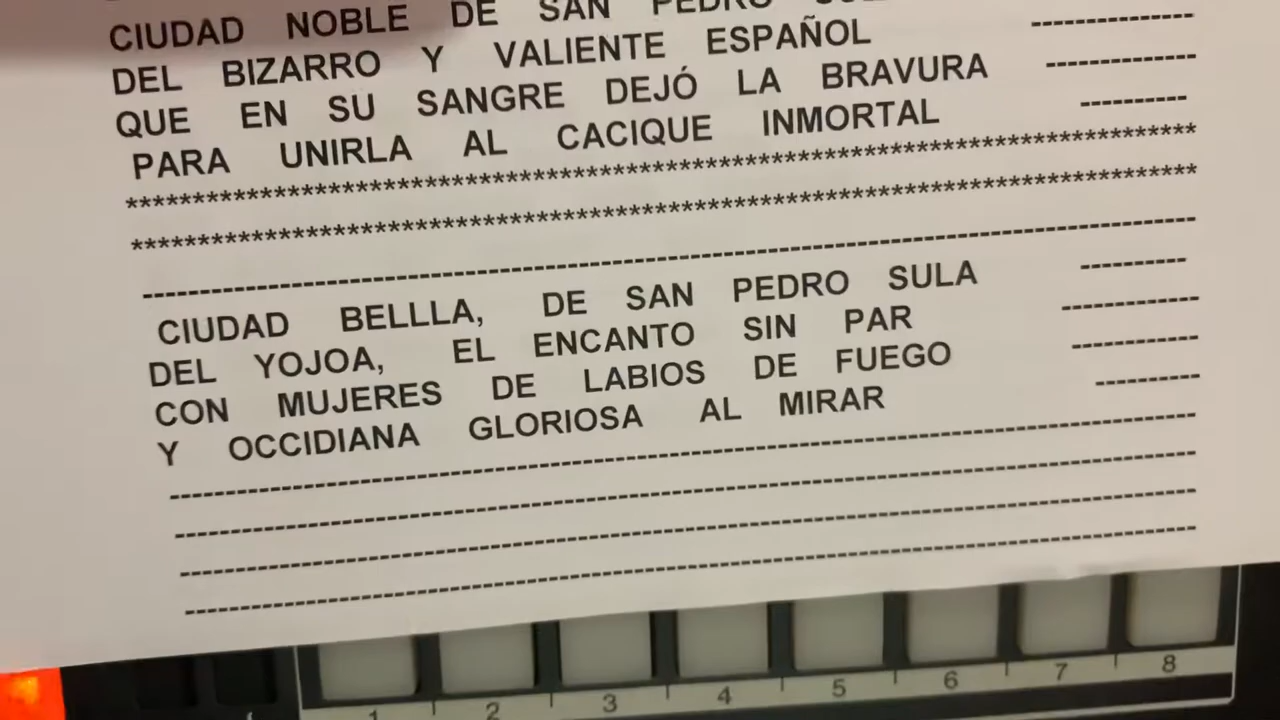 CIUDAD NOBLE DE SAN PEDRO
DEL BIZARRO Y VALIENTE ESPAÑOL ---------------
QUE EN SU SANGRE DEJÓ LA BRAVURA --------------
PARA UNIRLA AL CACIQUE INMORTAL ----------
************************************************************************************
************************************************************************************
------------------------------------------------------------------------------------
CIUDAD BELLLA, DE SAN PEDRO SULA ----------
DEL YOJOA, EL ENCANTO SIN PAR -------------
CON MUJERES DE LABIOS DE FUEGO ------------
Y OCCIDIANA GLORIOSA AL MIRAR ----------
------------------------------------------------------------------------------------
------------------------------------------------------------------------------------
------------------------------------------------------------------------------------
------------------------------------------------------------------------------------
1 2 3 4 5 6 7 8